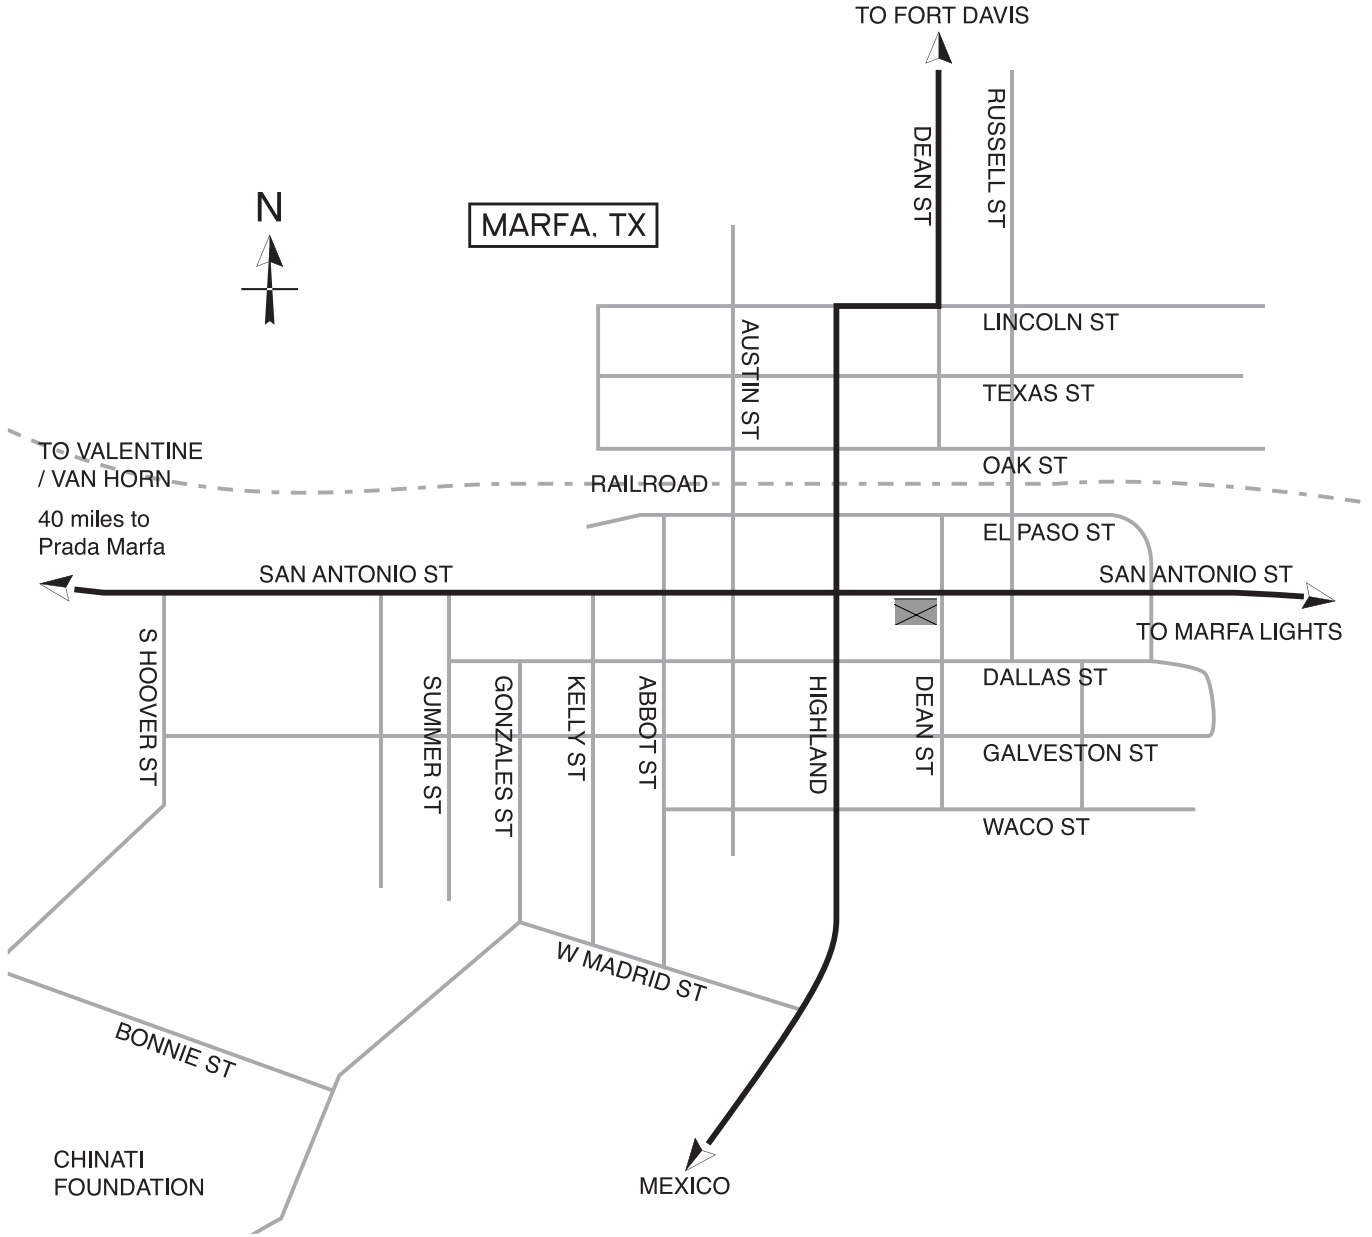 TO FORT DAVIS
DEAN ST
RUSSELL ST
N
MARFA, TX
LINCOLN ST
AUSTIN ST
TEXAS ST
TO VALENTINE
/ VAN HORN
OAK ST
RAILROAD
40 miles to
Prada Marfa
EL PASO ST
SAN ANTONIO ST
SAN ANTONIO ST
TO MARFA LIGHTS
S HOOVER ST
SUMMER ST
GONZALES ST
KELLY ST
ABBOT ST
HIGHLAND
DEAN ST
DALLAS ST
GALVESTON ST
WACO ST
W MADRID ST
BONNIE ST
CHINATI
FOUNDATION
MEXICO